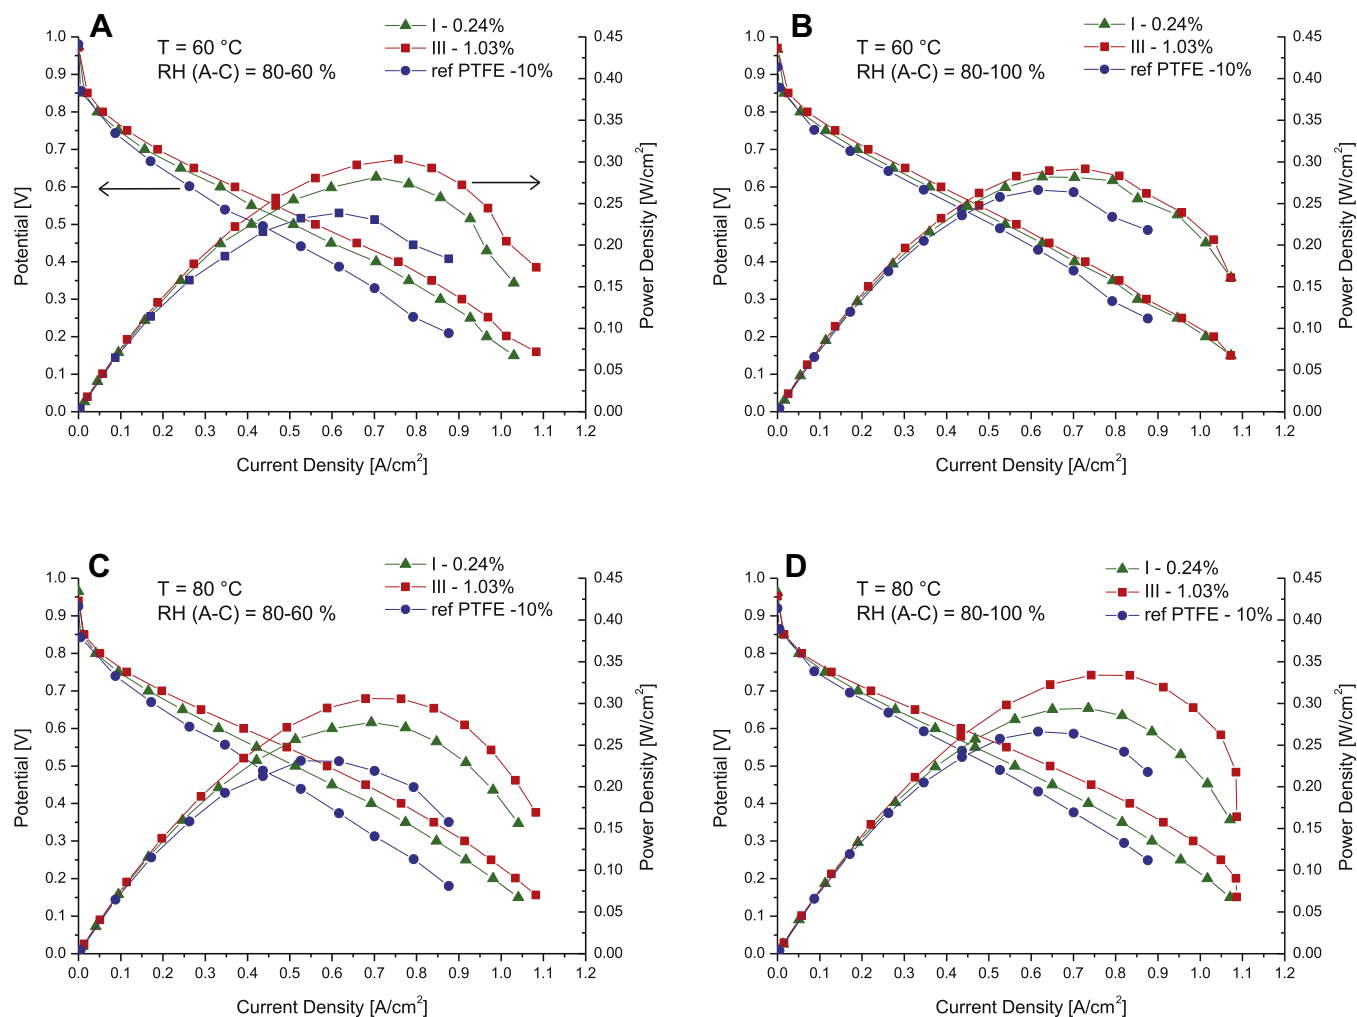 A
I - 0.24%
III - 1.03%
ref PTFE -10%
T = 60 °C
RH (A-C) = 80-60 %
1.0
0.9
0.8
0.7
0.6
0.5
0.4
0.3
0.2
0.1
0.0
Potential [V]
0.45
0.40
0.35
0.30
0.25
0.20
0.15
0.10
0.05
0.00
Power Density [W/cm²]
0.0 0.1 0.2 0.3 0.4 0.5 0.6 0.7 0.8 0.9 1.0 1.1 1.2
Current Density [A/cm²]
B
I - 0.24%
III - 1.03%
ref PTFE -10%
T = 60 °C
RH (A-C) = 80-100 %
1.0
0.9
0.8
0.7
0.6
0.5
0.4
0.3
0.2
0.1
0.0
Potential [V]
0.45
0.40
0.35
0.30
0.25
0.20
0.15
0.10
0.05
0.00
Power Density [W/cm²]
0.0 0.1 0.2 0.3 0.4 0.5 0.6 0.7 0.8 0.9 1.0 1.1 1.2
Current Density [A/cm²]
C
I - 0.24%
III - 1.03%
ref PTFE -10%
T = 80 °C
RH (A-C) = 80-60 %
1.0
0.9
0.8
0.7
0.6
0.5
0.4
0.3
0.2
0.1
0.0
Potential [V]
0.45
0.40
0.35
0.30
0.25
0.20
0.15
0.10
0.05
0.00
Power Density [W/cm²]
0.0 0.1 0.2 0.3 0.4 0.5 0.6 0.7 0.8 0.9 1.0 1.1 1.2
Current Density [A/cm²]
D
I - 0.24%
III - 1.03%
ref PTFE - 10%
T = 80 °C
RH (A-C) = 80-100 %
1.0
0.9
0.8
0.7
0.6
0.5
0.4
0.3
0.2
0.1
0.0
Potential [V]
0.45
0.40
0.35
0.30
0.25
0.20
0.15
0.10
0.05
0.00
Power Density [W/cm²]
0.0 0.1 0.2 0.3 0.4 0.5 0.6 0.7 0.8 0.9 1.0 1.1 1.2
Current Density [A/cm²]